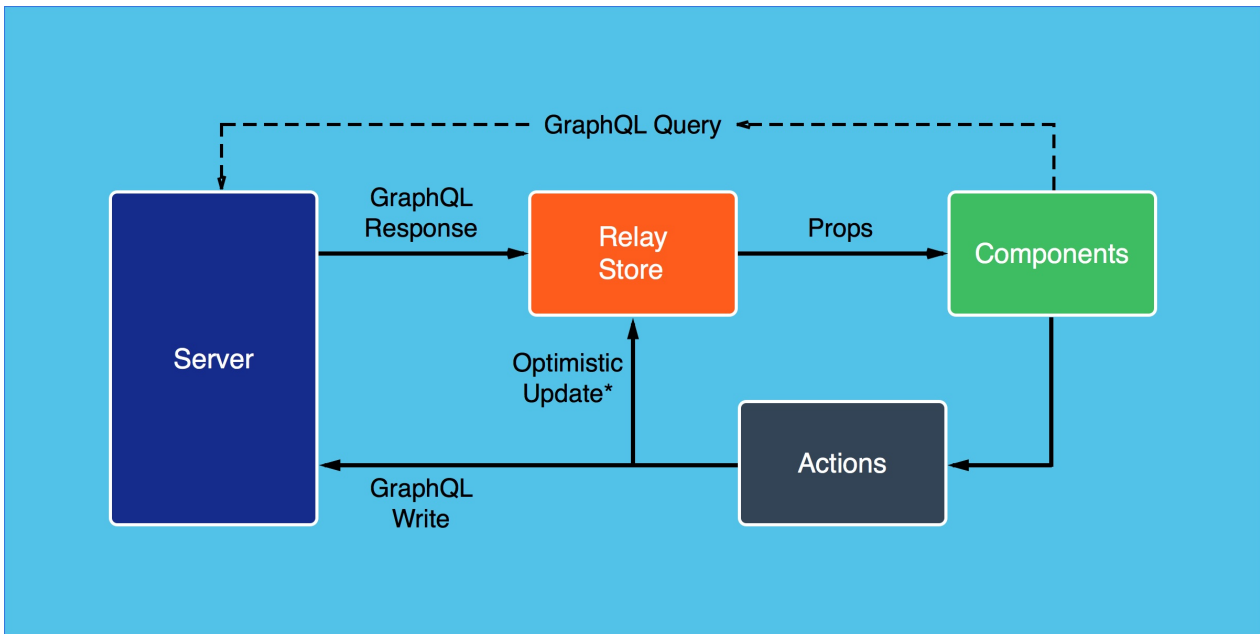 GraphQL Query
GraphQL
Response
Relay
Store
Props
Components
Server
Optimistic
Update*
Actions
GraphQL
Write